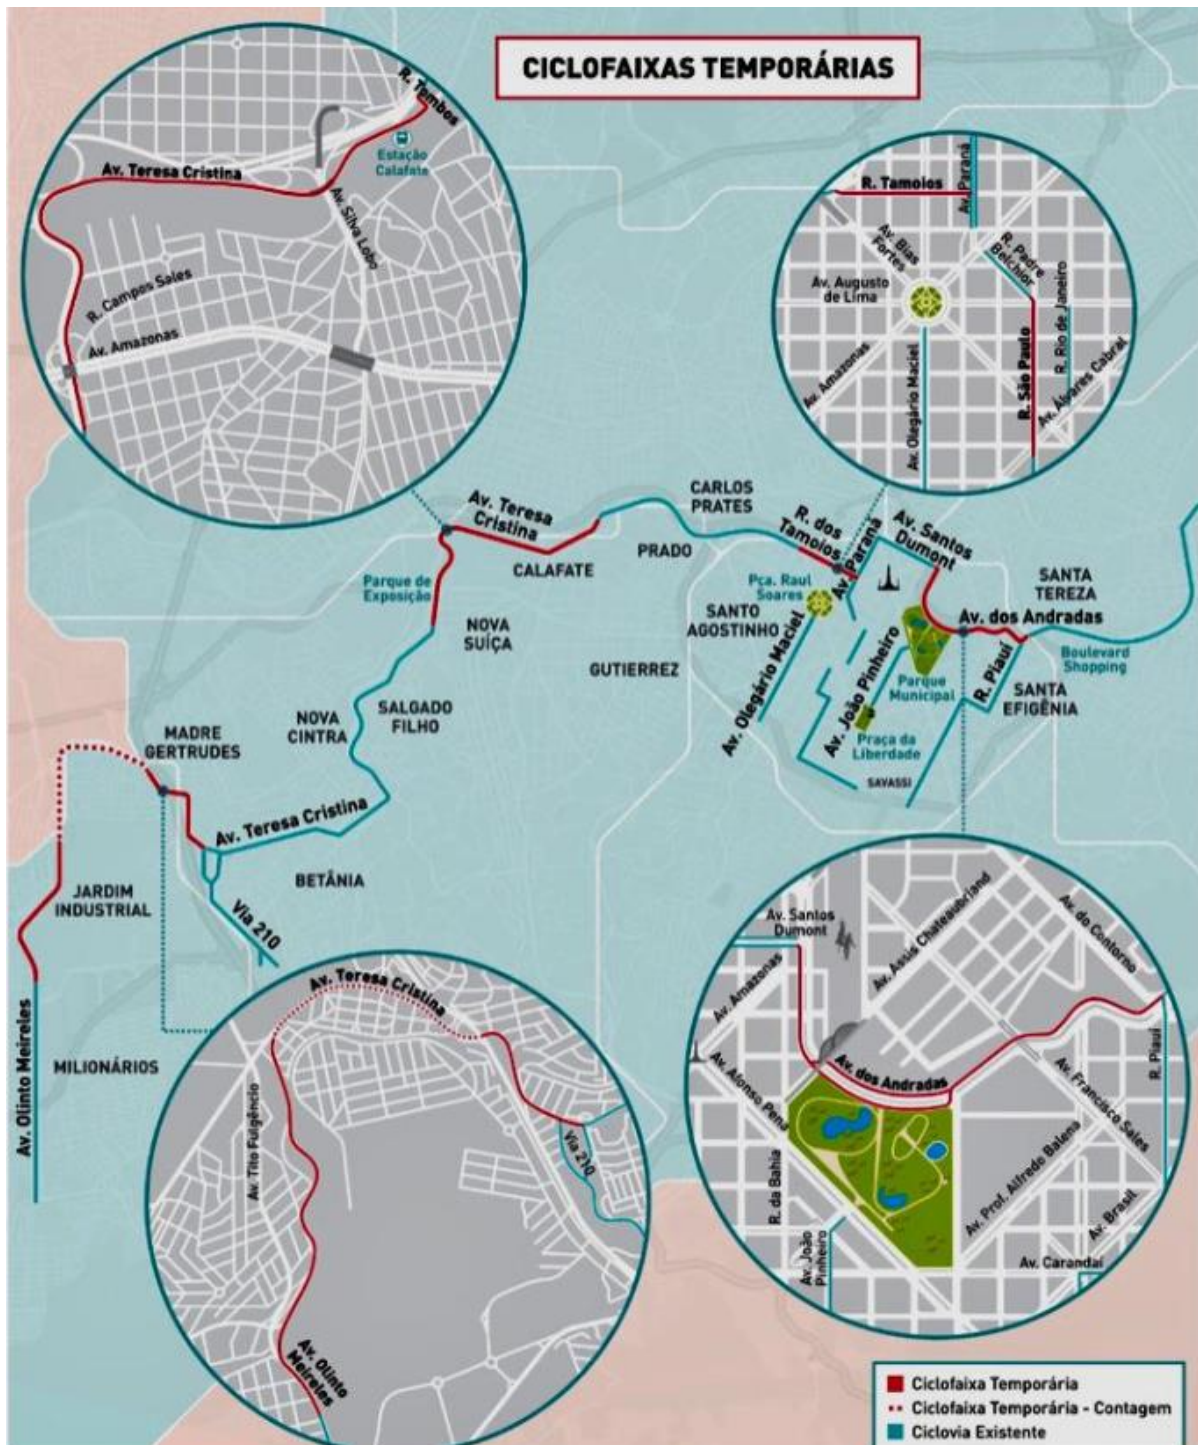 CICLOFAIXAS TEMPORÁRIAS
R. Tombos
Estação
Calafate
Av. Teresa Cristina
Av. Silva Lobo
R. Campos Sales
Av. Amazonas
R. Tamoios
Av. Paraná
Av. Bias
Fortes
R. Padre
Belchior
Av. Augusto
de Lima
R. Rio de Janeiro
Av. Amazonas
Av. Olegário Maciel
R. São Paulo
Av. Álvares Cabral
Av. Teresa
Cristina
CARLOS
PRATES
R. dos
Tamoios
Av. Paraná
Av. Santos
Dumont
PRADO
CALAFATE
Parque de
Exposição
Pça. Raul
Soares
SANTA
TEREZA
SANTO
AGOSTINHO
Av. dos Andradas
NOVA
SUÍÇA
GUTIERREZ
Av. Olegário Maciel
Av. João Pinheiro
Parque
Municipal
R. Piauí
Boulevard
Shopping
SANTA
EFIGÊNIA
Praça da
Liberdade
SAVASSI
MADRE
GERTRUDES
NOVA
CINTRA
SALGADO
FILHO
Av. Teresa Cristina
BETÂNIA
JARDIM
INDUSTRIAL
Via 210
Av. Olinto Meireles
MILIONÁRIOS
Av. Teresa Cristina
Av. Tito Fulgêncio
Via 210
Av. Olinto
Meireles
Av. Santos
Dumont
Av. Assis Chateaubriand
Av. do Contorno
Av. Amazonas
Av. dos Andradas
Av. Afonso Pena
Av. Francisco Sales
R. Piauí
R. da Bahia
Av. Prof. Alfredo Balena
Av. Brasil
Av. João
Pinheiro
Av. Carandaí
Ciclofaixa Temporária
Ciclofaixa Temporária - Contagem
Ciclovia Existente